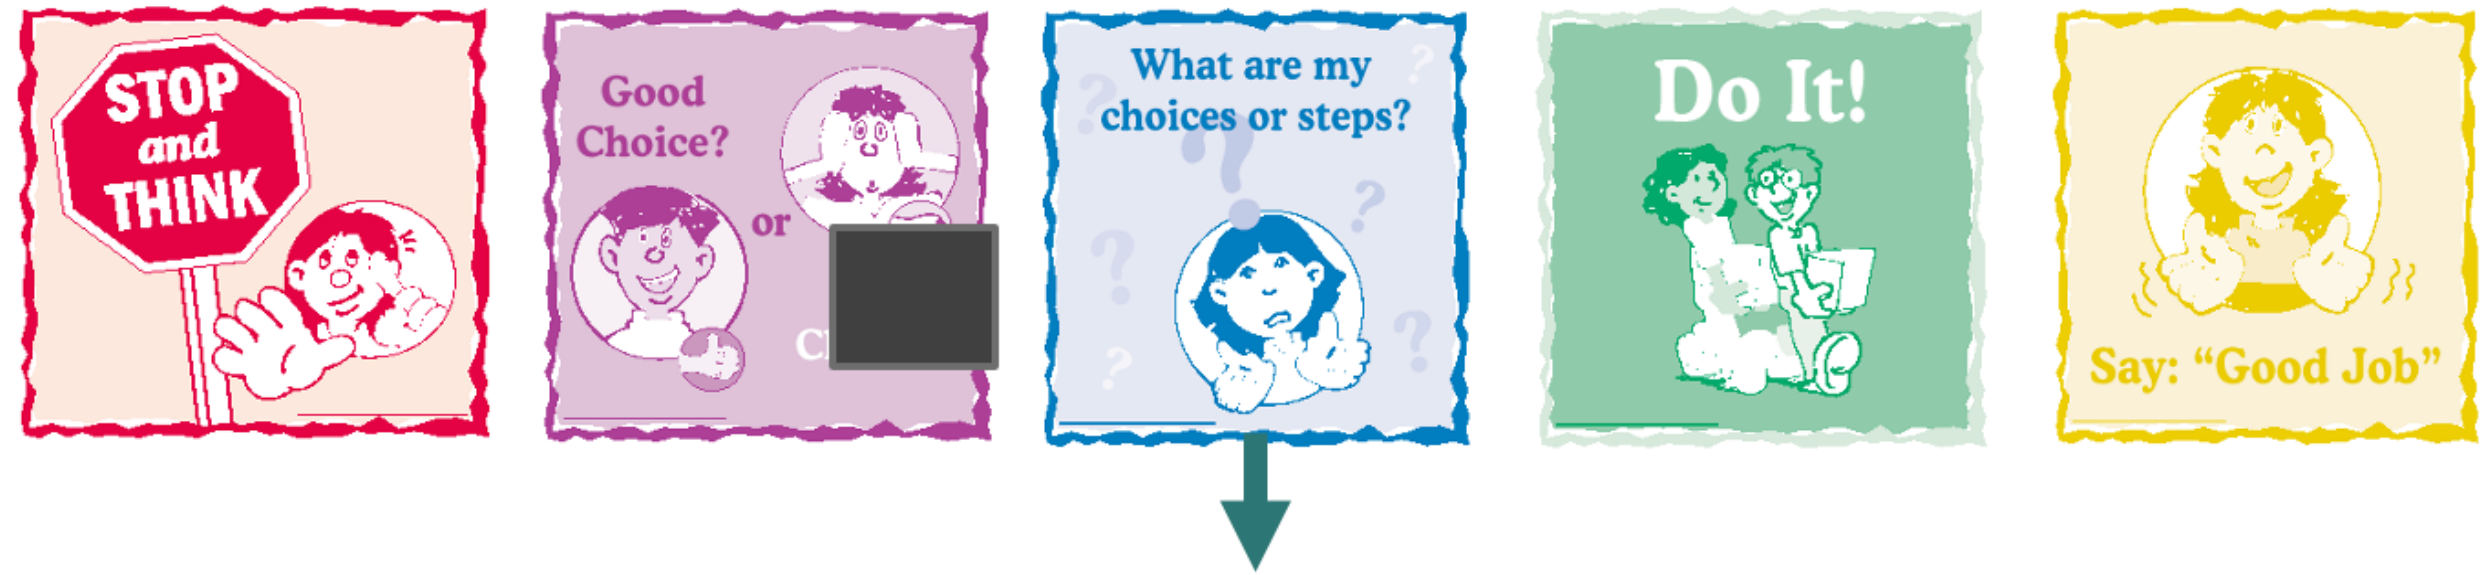 STOP
and
THINK
Good
Choice?
or
What are my
choices or steps?
Do It!
Say: “Good Job”